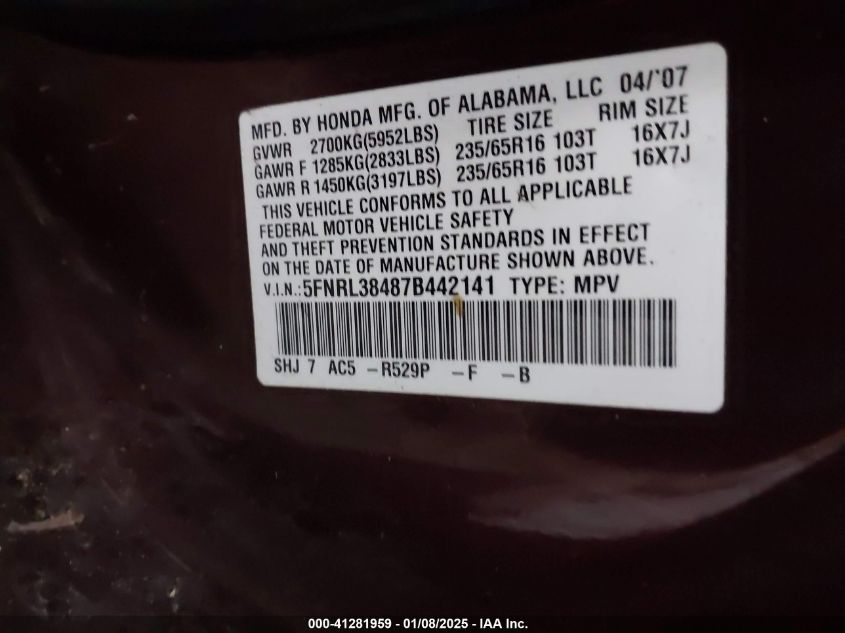 MFD. BY HONDA MFG. OF ALABAMA, LLC 04/'07
GVWR 2700KG(5952LBS) TIRE SIZE RIM SIZE
GAWR F 1285KG(2833LBS) 235/65R16 103T 16X7J
GAWR R 1450KG(3197LBS) 235/65R16 103T 16X7J
THIS VEHICLE CONFORMS TO ALL APPLICABLE
FEDERAL MOTOR VEHICLE SAFETY
AND THEFT PREVENTION STANDARDS IN EFFECT
ON THE DATE OF MANUFACTURE SHOWN ABOVE.
V.I.N.:5FNRL38487B442141 TYPE: MPV
SHJ 7 AC5 -R529P -F -B
000-41281959 - 01/08/2025 - IAA Inc.